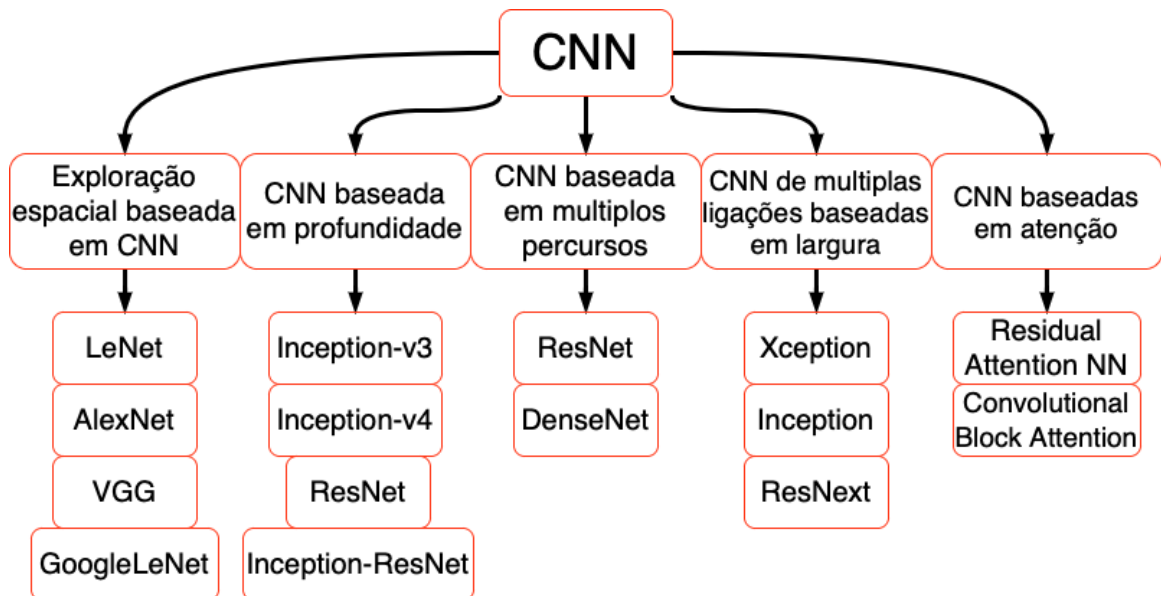 CNN
Exploração
espacial baseada
em CNN
CNN baseada
em profundidade
CNN baseada
em multiplos
percursos
CNN de multiplas
ligações baseadas
em largura
CNN baseadas
em atenção
LeNet
AlexNet
VGG
GoogleLeNet
Inception-v3
Inception-v4
ResNet
Inception-ResNet
ResNet
DenseNet
Xception
Inception
ResNext
Residual
Attention NN
Convolutional
Block Attention